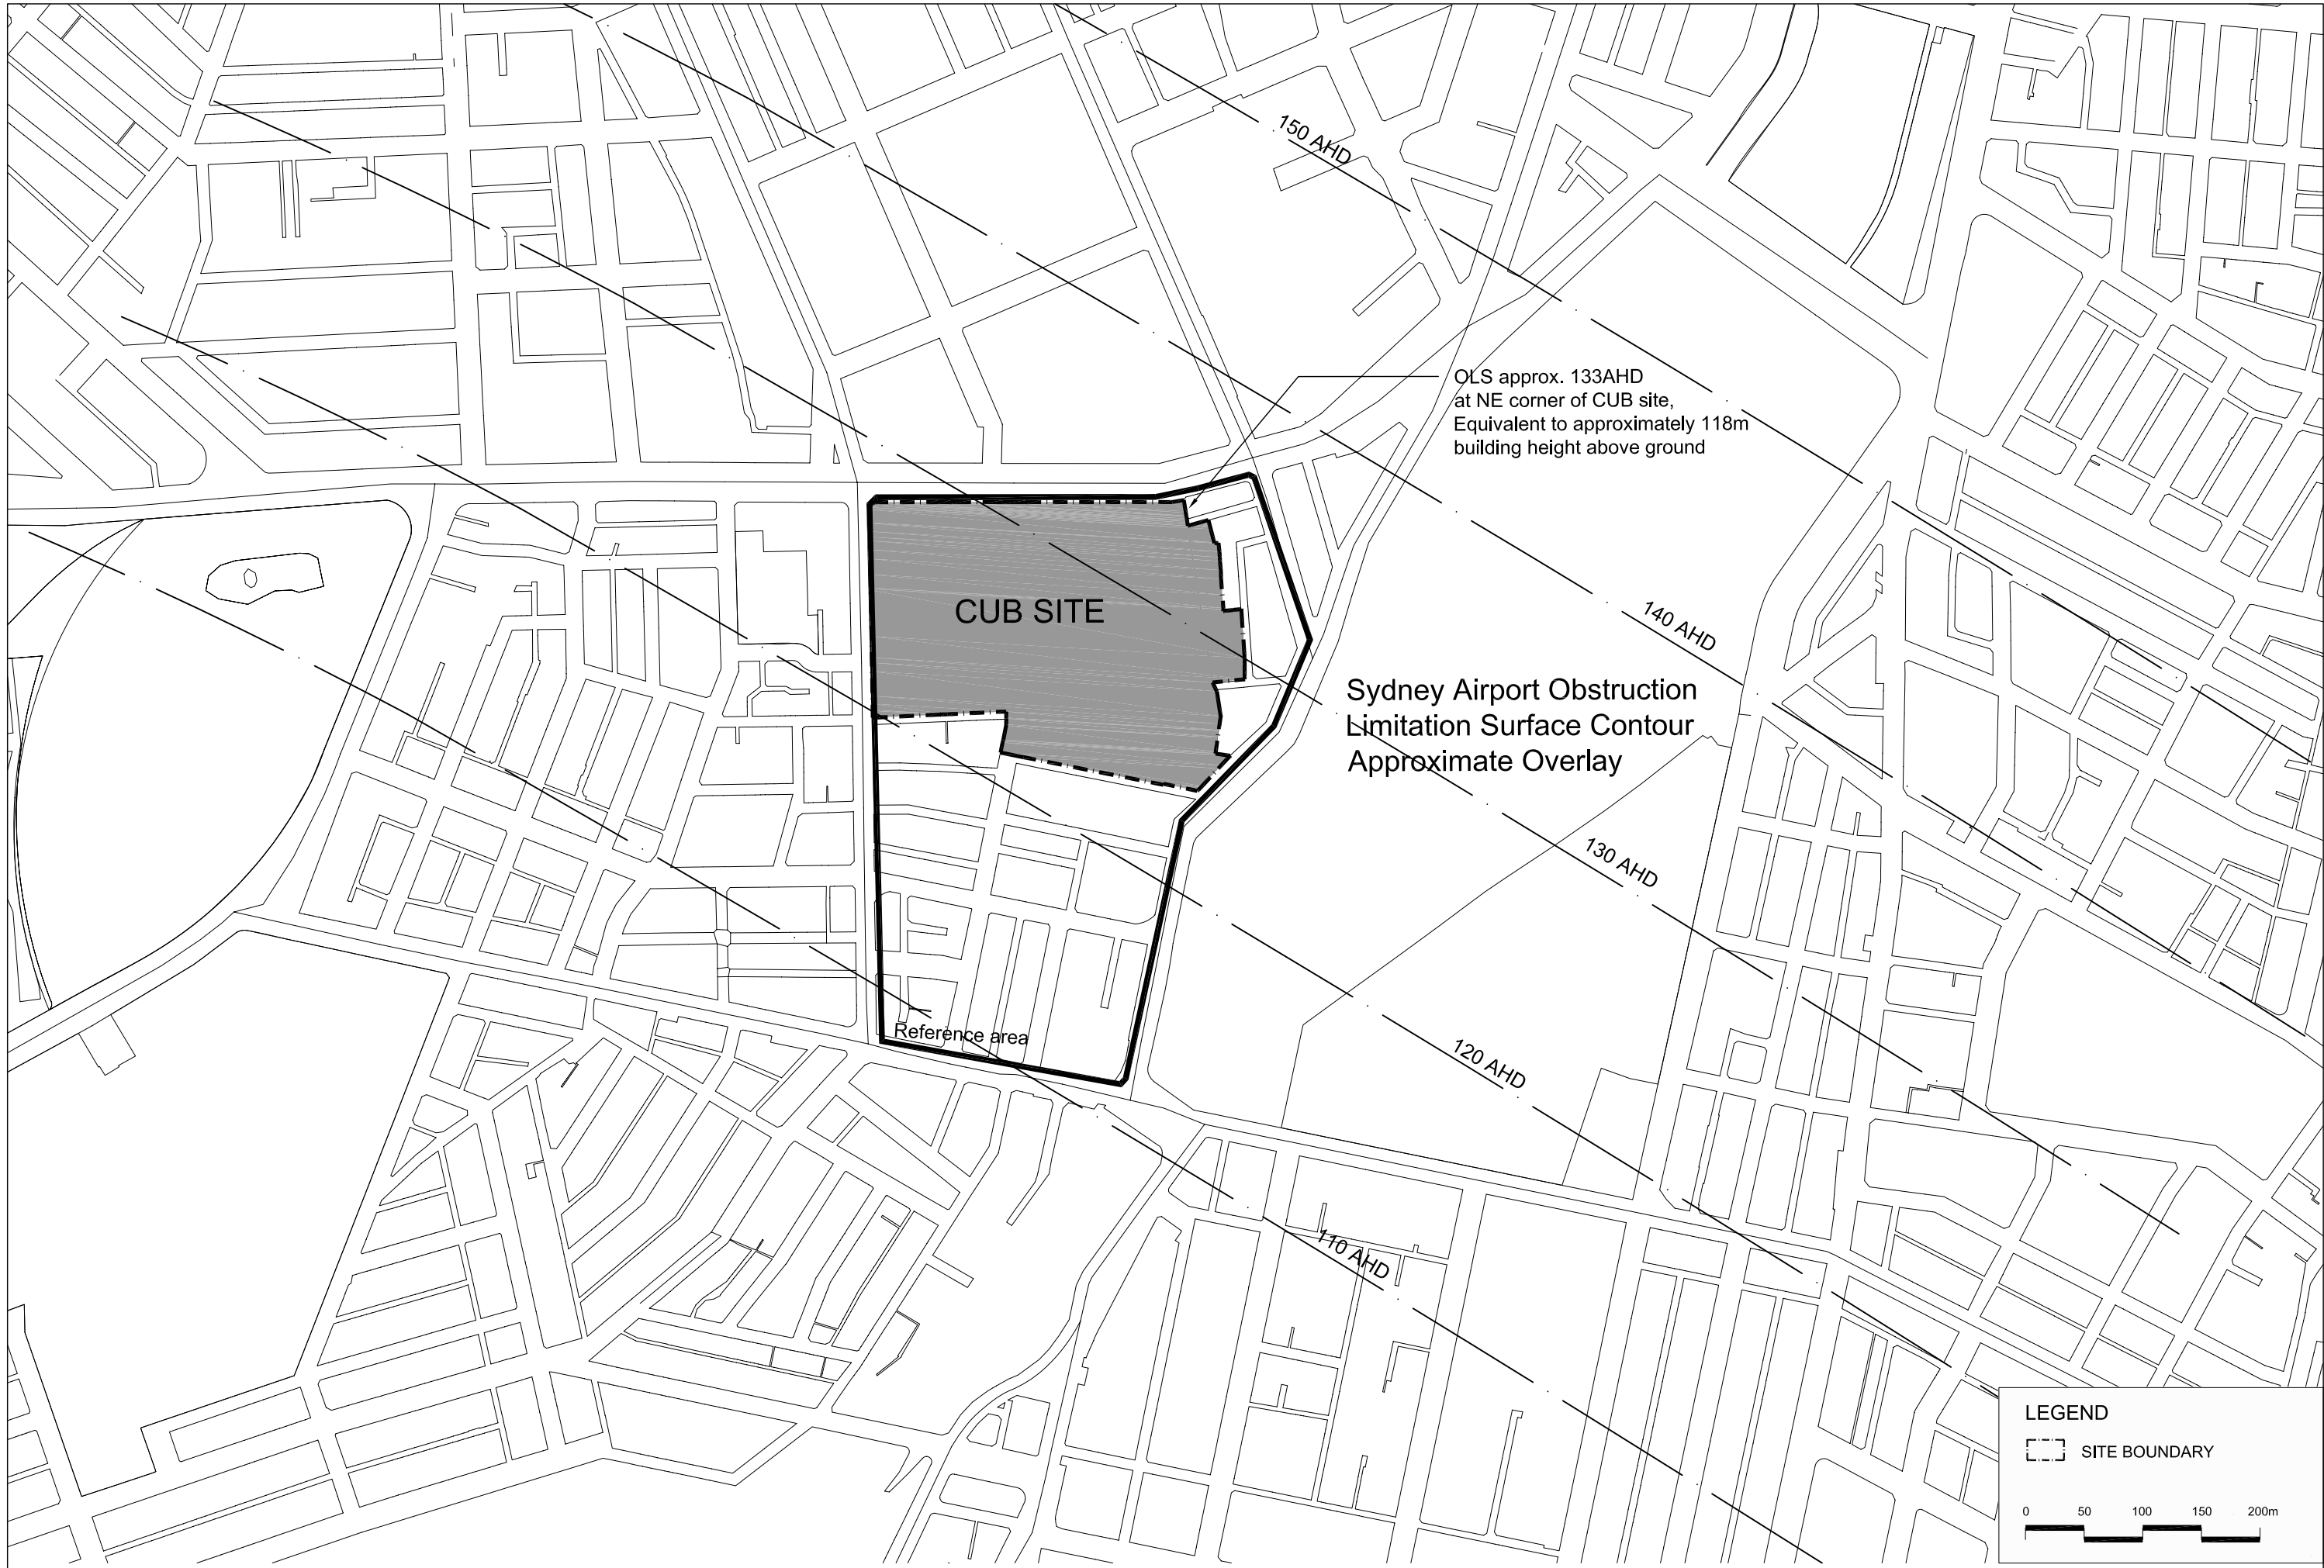 150 AHD
OLS approx. 133AHD
at NE corner of CUB site,
Equivalent to approximately 118m
building height above ground
CUB SITE
140 AHD
Sydney Airport Obstruction
Limitation Surface Contour
Approximate Overlay
130 AHD
Reference area
120 AHD
110 AHD
LEGEND
SITE BOUNDARY
0 50 100 150 200m